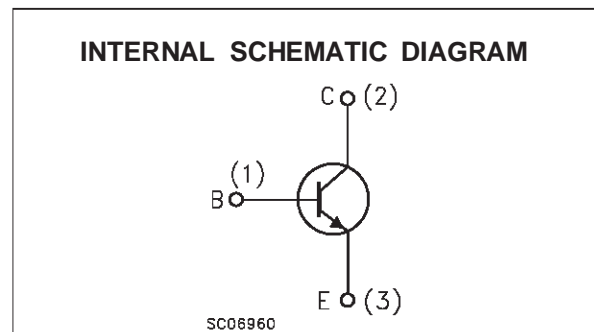 INTERNAL SCHEMATIC DIAGRAM
C (2)
(1)
B
E (3)
SC06960